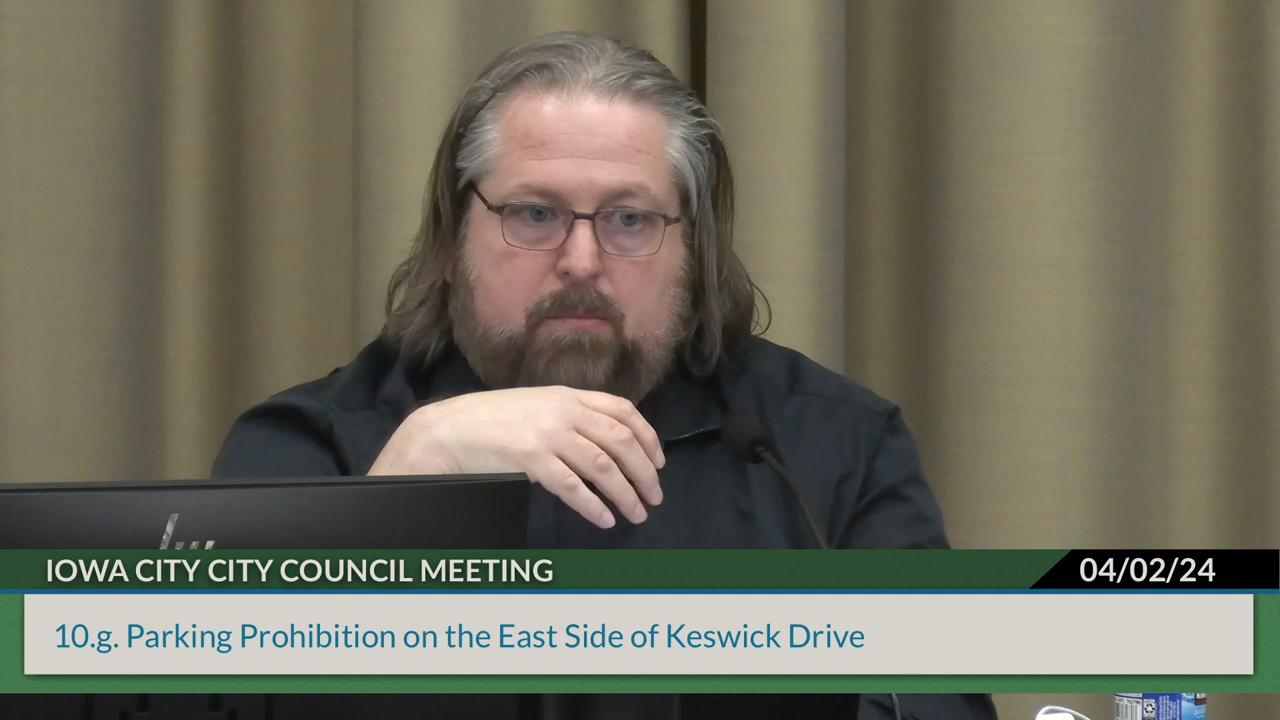 IOWA CITY CITY COUNCIL MEETING
04/02/24
10.g. Parking Prohibition on the East Side of Keswick Drive